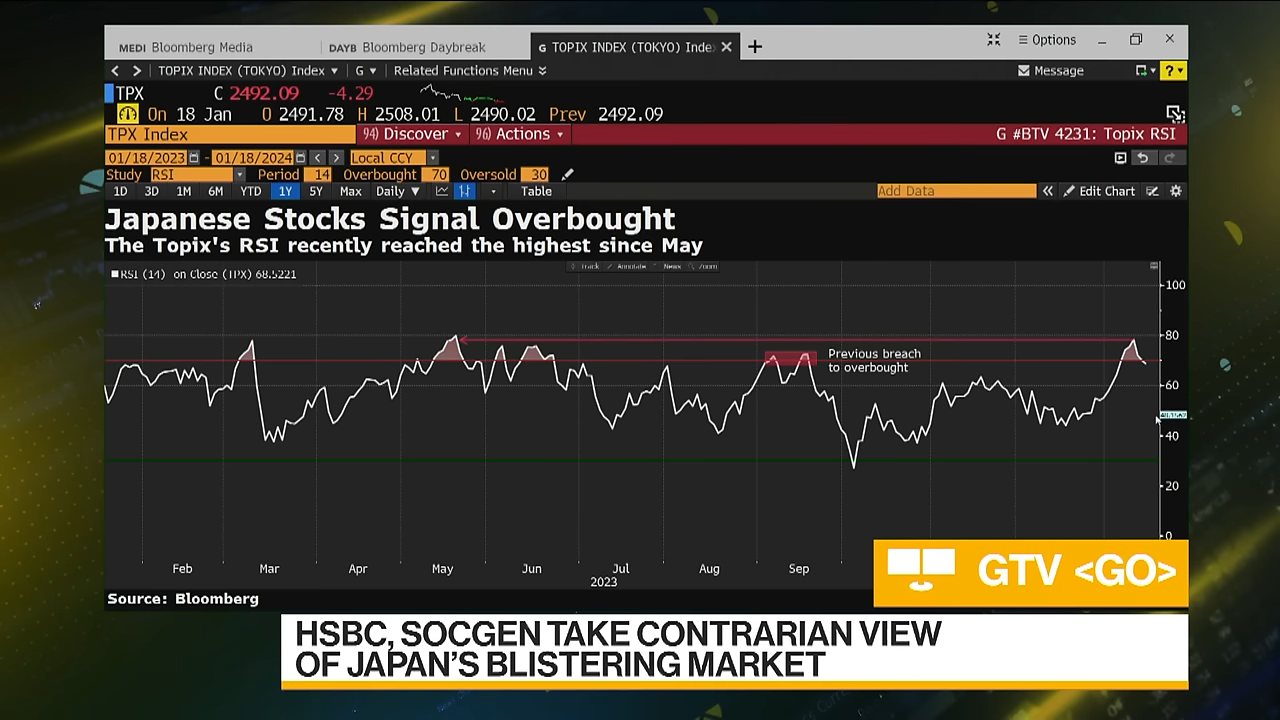 MEDI Bloomberg Media DAYB Bloomberg Daybreak G TOPIX INDEX (TOKYO) Inde
Options
TOPIX INDEX (TOKYO) Index G Related Functions Menu Message ?
TPX C 2492.09 -4.29
On 18 Jan O 2491.78 H 2508.01 L 2490.02 Prev 2492.09
TPX Index 94) Discover 96) Actions G #BTV 4231: Topix RSI
01/18/2023 - 01/18/2024 Local CCY
Study RSI Period 14 Overbought 70 Oversold 30
1D 3D 1M 6M YTD 1Y 5Y Max Daily Table Add Data Edit Chart
Japanese Stocks Signal Overbought
The Topix's RSI recently reached the highest since May
Track Annotate News Zoom
RSI (14) on Close (TPX) 68.5221
100
80
Previous breach
to overbought
60
40
20
0
Feb Mar Apr May Jun Jul Aug Sep
2023
Source: Bloomberg
GTV <GO>
HSBC, SOCGEN TAKE CONTRARIAN VIEW
OF JAPAN'S BLISTERING MARKET